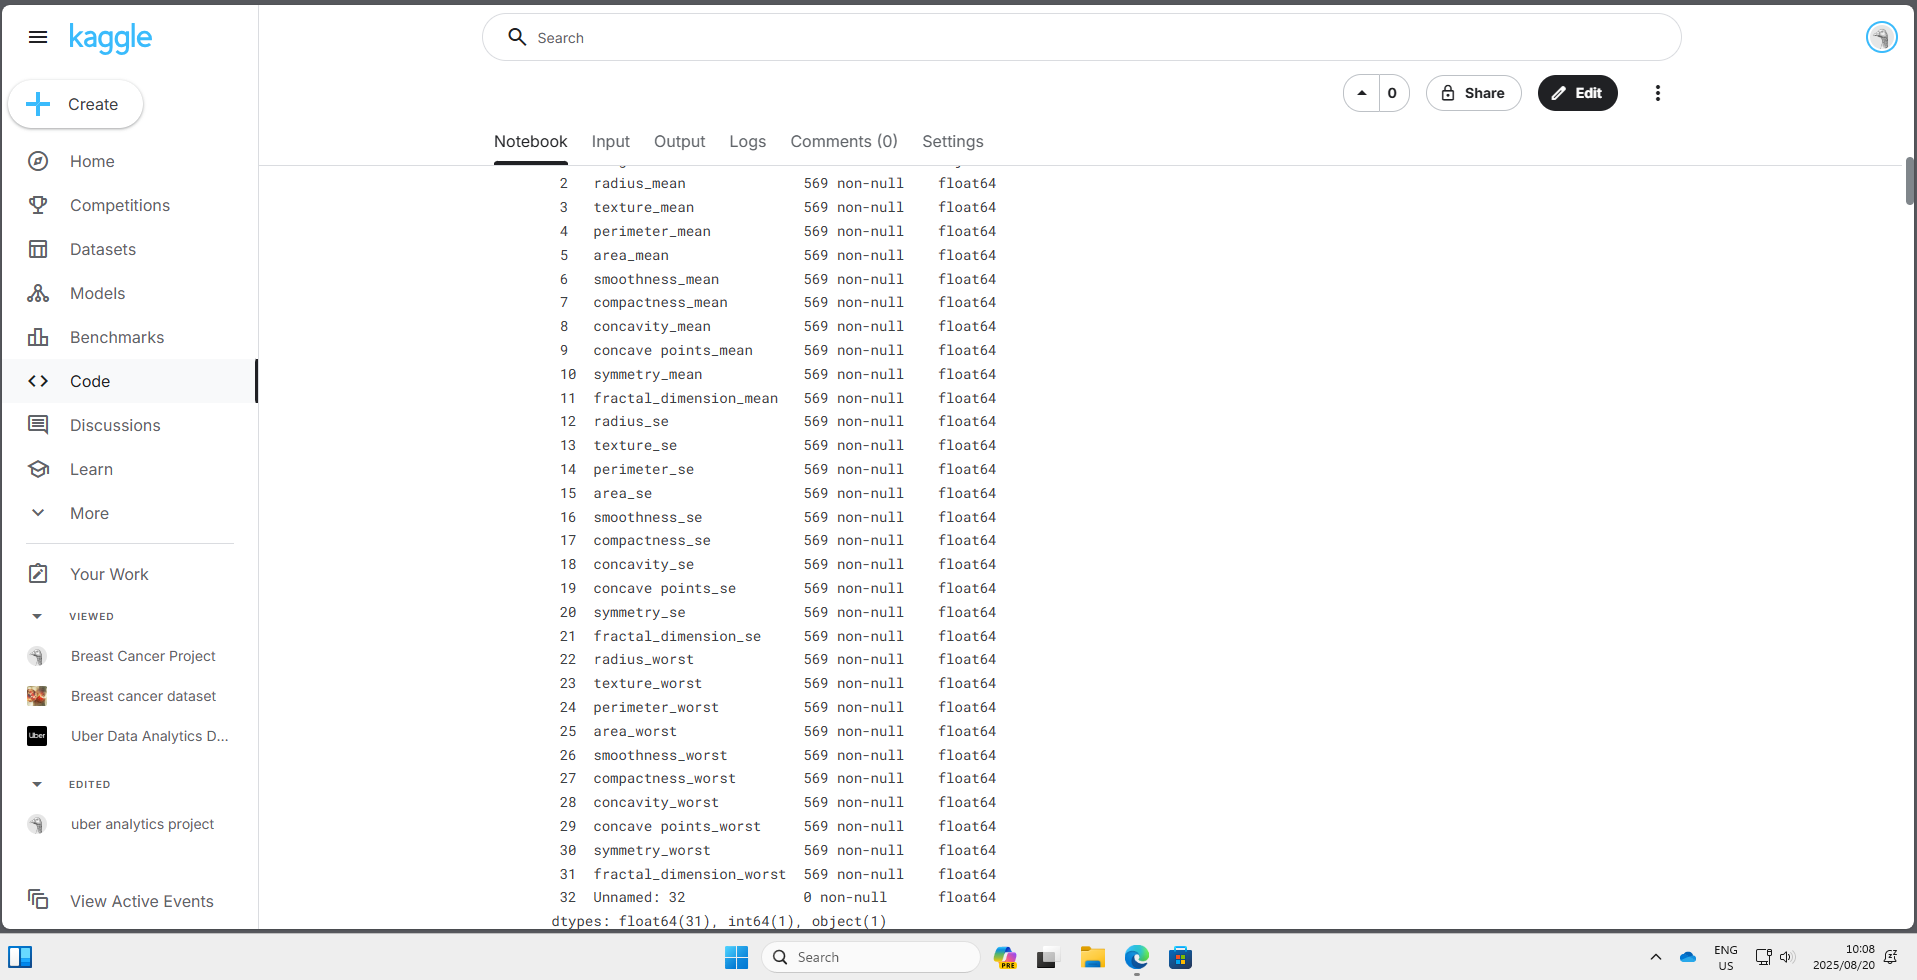 kaggle
Search
Create
0
Share
Edit
Notebook Input Output Logs Comments (0) Settings
Home
Competitions
Datasets
Models
Benchmarks
Code
Discussions
Learn
More
Your Work
VIEWED
Breast Cancer Project
Breast cancer dataset
Uber
Uber Data Analytics D...
EDITED
uber analytics project
View Active Events
2 radius_mean 569 non-null float64
3 texture_mean 569 non-null float64
4 perimeter_mean 569 non-null float64
5 area_mean 569 non-null float64
6 smoothness_mean 569 non-null float64
7 compactness_mean 569 non-null float64
8 concavity_mean 569 non-null float64
9 concave points_mean 569 non-null float64
10 symmetry_mean 569 non-null float64
11 fractal_dimension_mean 569 non-null float64
12 radius_se 569 non-null float64
13 texture_se 569 non-null float64
14 perimeter_se 569 non-null float64
15 area_se 569 non-null float64
16 smoothness_se 569 non-null float64
17 compactness_se 569 non-null float64
18 concavity_se 569 non-null float64
19 concave points_se 569 non-null float64
20 symmetry_se 569 non-null float64
21 fractal_dimension_se 569 non-null float64
22 radius_worst 569 non-null float64
23 texture_worst 569 non-null float64
24 perimeter_worst 569 non-null float64
25 area_worst 569 non-null float64
26 smoothness_worst 569 non-null float64
27 compactness_worst 569 non-null float64
28 concavity_worst 569 non-null float64
29 concave points_worst 569 non-null float64
30 symmetry_worst 569 non-null float64
31 fractal_dimension_worst 569 non-null float64
32 Unnamed: 32 0 non-null float64
dtypes: float64(31), int64(1), object(1)
Search
PRE
ENG
US
10:08
2025/08/20